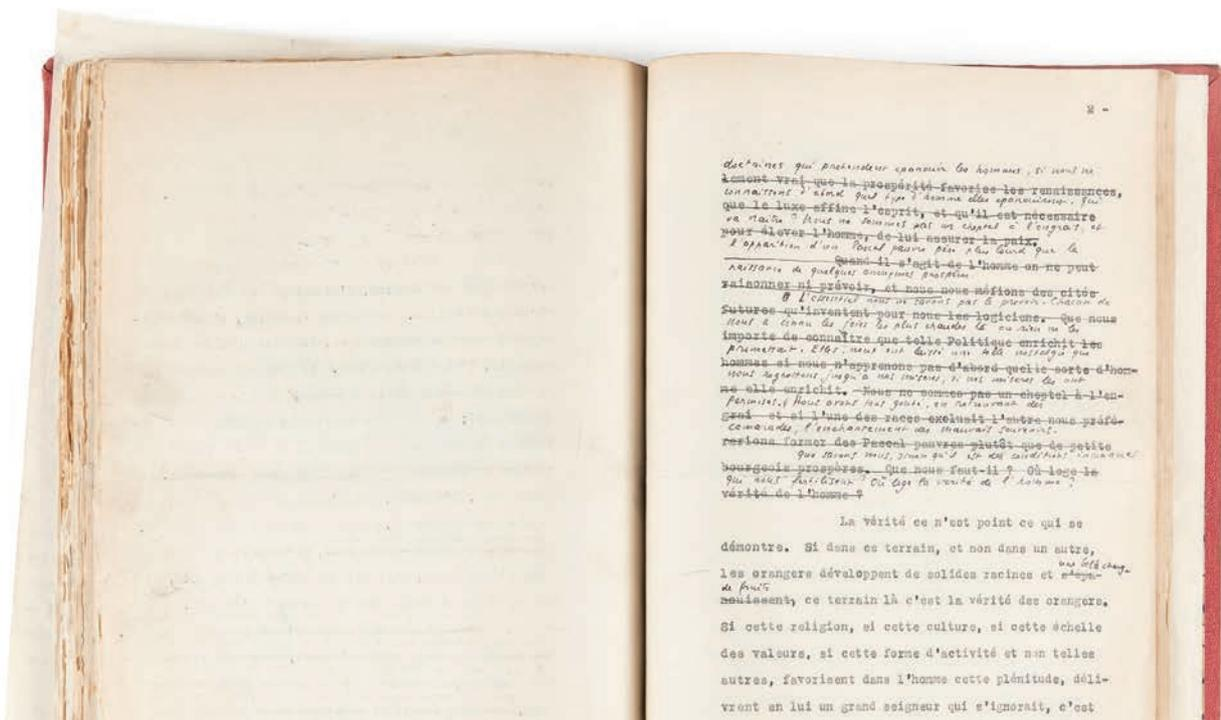 2 -
doctrines qui prétendent épanouir les hommes, si nous ne
lement vrai que la prospérité favorise les renaissances,
connaissons d'abord quel type d'homme elles épanouiront. Qui
que le luxe affine l'esprit, et qu'il est nécessaire
va naître ? Nous ne sommes pas un cheptel à l'engrais, et
pour élever l'homme, de lui assurer la paix.
l'apparition d'un Pascal pauvre pèse plus lourd que la
Quand il s'agit de l'homme on ne peut
naissance de quelques anonymes prospères.
raisonner ni prévoir, et nous nous méfions des cités
L'essentiel nous ne savons pas le prévoir. Chacun de
futures qu'inventent pour nous les logiciens. Que nous
nous a connu les joies les plus chaudes là où rien ne les
importe de connaître que telle Politique enrichit les
promettait. Elles nous ont laissé une telle nostalgie que
hommes si nous n'apprenons pas d'abord quelle sorte d'hom-
nous regrettons jusqu'à nos misères, si nos misères les ont
me elle enrichit. Nous ne sommes pas un cheptel à l'en-
permises. Nous avons tous goûté, en retrouvant des
grai et si l'une des races exclusit l'autre nous préfé-
camarades, l'enchantement des mauvais souvenirs.
rerions former des Pascal pauvres plutôt que de petits
Que savons nous, sinon qu'il est des conditions inconnues
bourgeois prospères. Que nous faut-il ? Où loge la
qui nous fertilisent ? Où loge la vérité de l'homme ?
vérité de l'homme ?
La vérité ce n'est point ce qui se
démontre. Si dans ce terrain, et non dans un autre,
les orangers développent de solides racines et s'épa-
de fruits
nouissent, ce terrain là c'est la vérité des orangers.
Si cette religion, si cette culture, si cette échelle
des valeurs, si cette forme d'activité et non telles
autres, favorisent dans l'homme cette plénitude, déli-
vrent en lui un grand seigneur qui s'ignorait, c'est